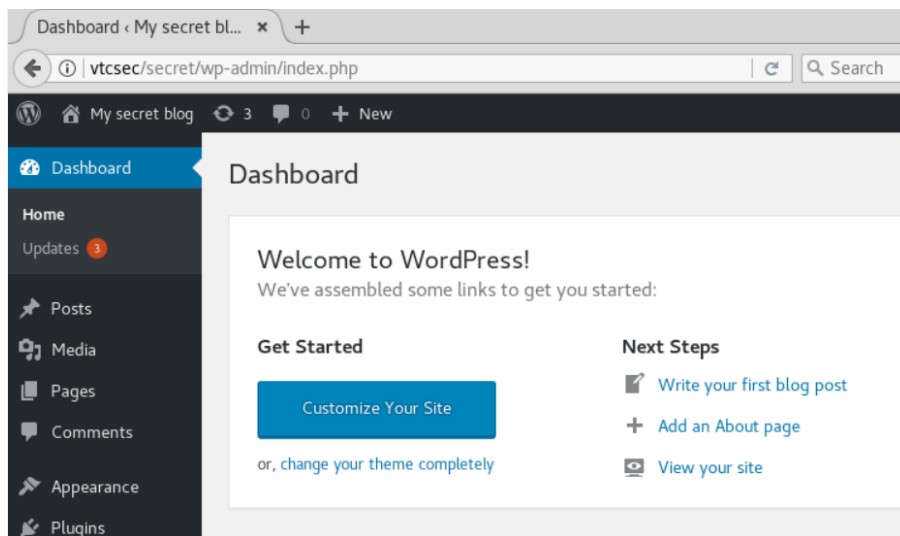 Dashboard ‹ My secret bl... × +
vtcsec/secret/wp-admin/index.php
Search
My secret blog 3 0 + New
Dashboard
Home
Updates 3
Posts
Media
Pages
Comments
Appearance
Plugins
Dashboard
Welcome to WordPress!
We've assembled some links to get you started:
Get Started
Customize Your Site
or, change your theme completely
Next Steps
Write your first blog post
Add an About page
View your site